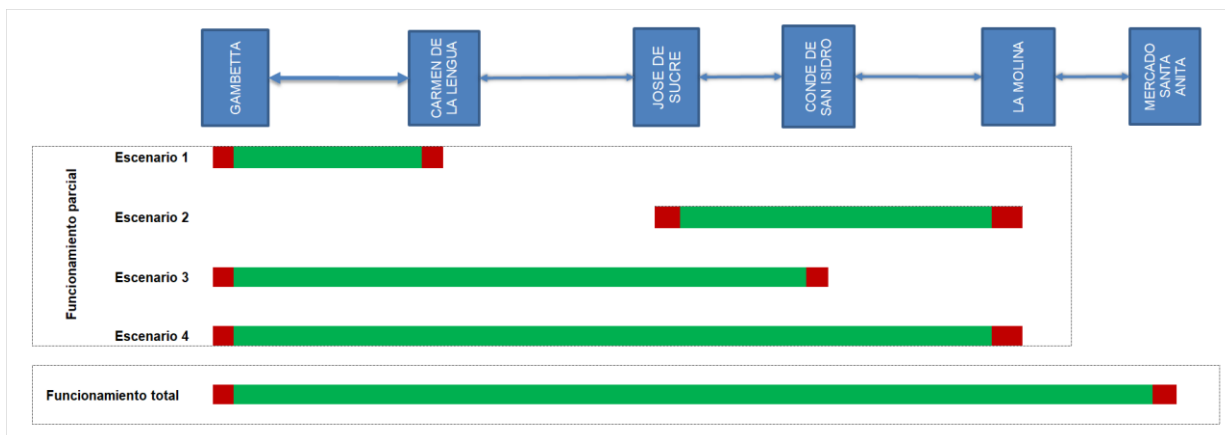 GAMBETTA
CARMEN DE
LA LENGUA
JOSE DE
SUCRE
CONDE DE
SAN ISIDRO
LA MOLINA
MERCADO
SANTA
ANITA
Funcionamiento parcial
Escenario 1
Escenario 2
Escenario 3
Escenario 4
Funcionamiento total